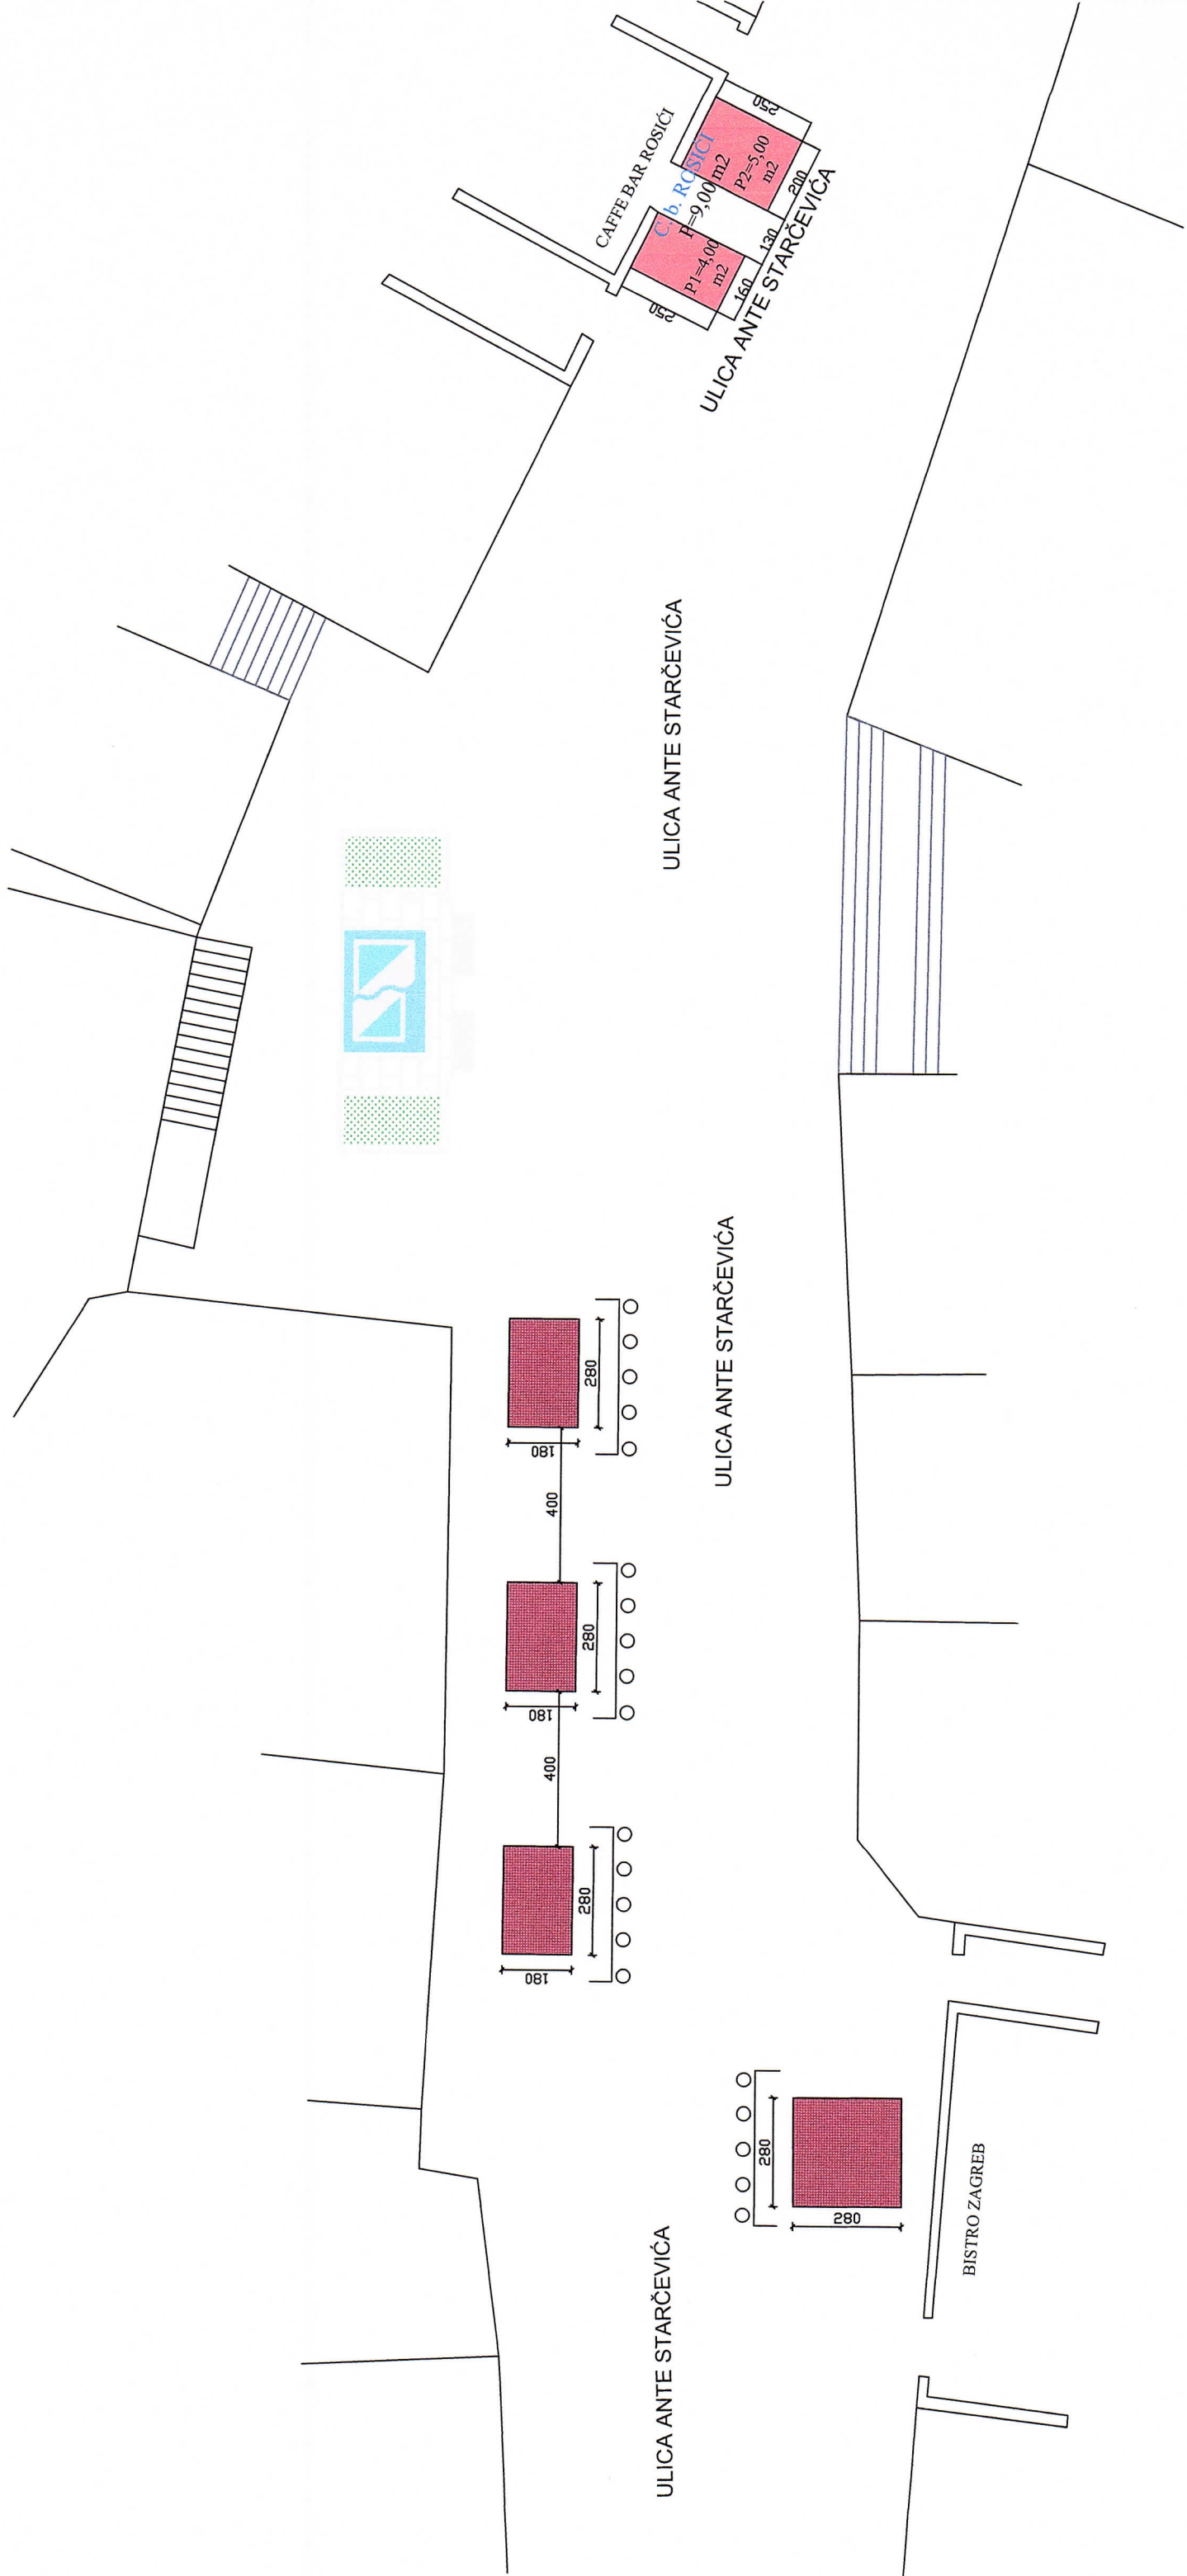 CAFFE BAR ROSIĆI
C. b. ROSIĆI
P=9,00 m2
P1=4,00
m2
P2=5,00
m2
250
250
160
130
200
ULICA ANTE STARČEVIĆA
ULICA ANTE STARČEVIĆA
ULICA ANTE STARČEVIĆA
280
180
400
280
180
400
280
180
280
280
BISTRO ZAGREB
ULICA ANTE STARČEVIĆA